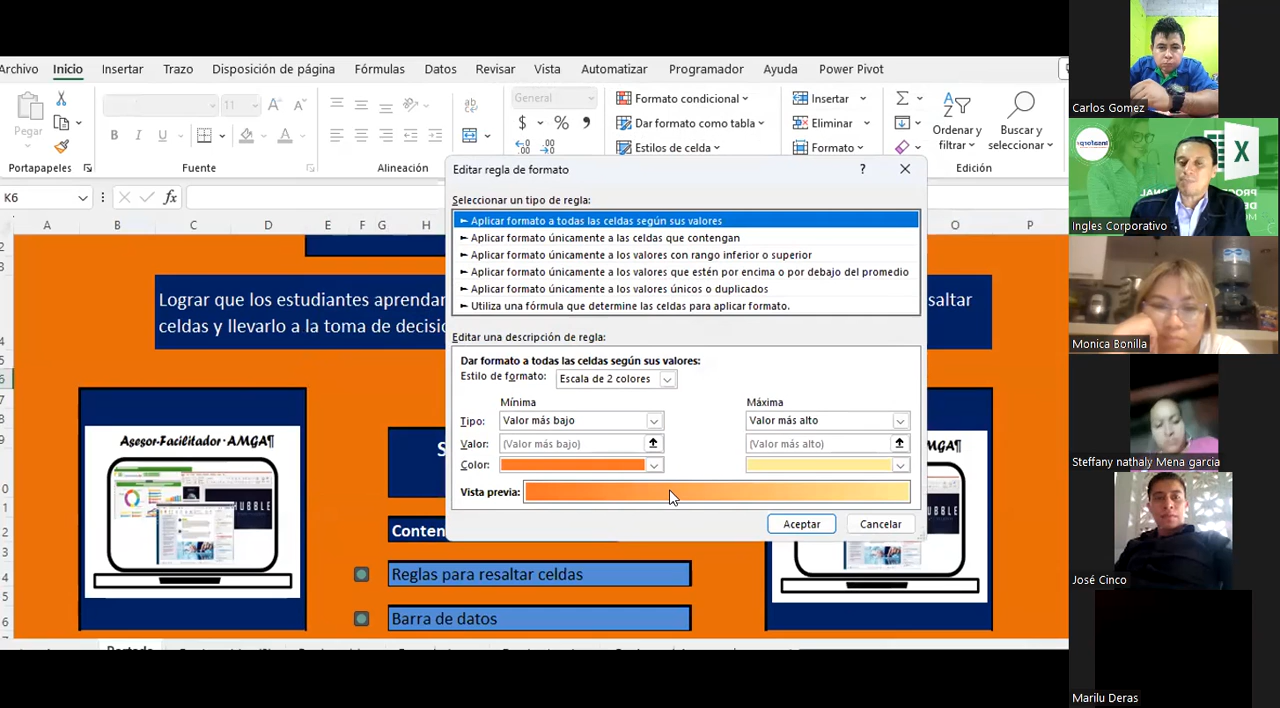 Archivo Inicio Insertar Trazo Disposición de página Fórmulas Datos Revisar Vista Automatizar Programador Ayuda Power Pivot
Pegar
11
General
Formato condicional
Dar formato como tabla
Estilos de celda
Insertar
Eliminar
Formato
Ordenar y
filtrar
Buscar y
seleccionar
Portapapeles
Fuente
Alineación
Edición
K6
A B C D E F G H O P
Editar regla de formato
Seleccionar un tipo de regla:
► Aplicar formato a todas las celdas según sus valores
► Aplicar formato únicamente a las celdas que contengan
► Aplicar formato únicamente a los valores con rango inferior o superior
► Aplicar formato únicamente a los valores que estén por encima o por debajo del promedio
► Aplicar formato únicamente a los valores únicos o duplicados
► Utiliza una fórmula que determine las celdas para aplicar formato.
Editar una descripción de regla:
Dar formato a todas las celdas según sus valores:
Estilo de formato: Escala de 2 colores
Mínima Máxima
Tipo: Valor más bajo Valor más alto
Valor: (Valor más bajo) (Valor más alto)
Color:
Vista previa:
Aceptar Cancelar
Lograr que los estudiantes aprendan
saltar
celdas y llevarlo a la toma de decisio
Asesor-Facilitador·AMGA¶
AMGA¶
S
Conten
Reglas para resaltar celdas
Barra de datos
Carlos Gomez
Ingles Corporativo
Monica Bonilla
Steffany nathaly Mena garcia
José Cinco
Marilu Deras